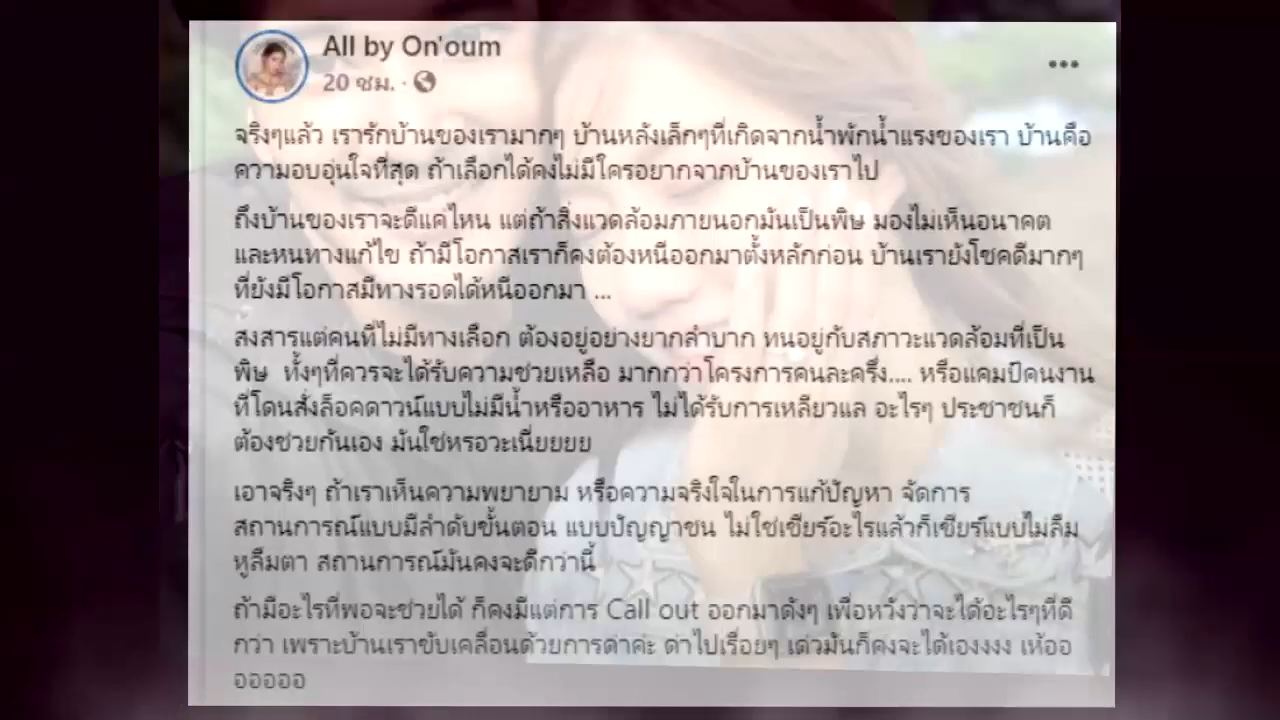 All by On'oum
20 ชม. ·
จริงๆแล้ว เรารักบ้านของเรามากๆ บ้านหลังเล็กๆที่เกิดจากน้ำพักน้ำแรงของเรา บ้านคือ
ความอบอุ่นใจที่สุด ถ้าเลือกได้คงไม่มีใครอยากจากบ้านของเราไป
ถึงบ้านของเราจะดีแค่ไหน แต่ถ้าสิ่งแวดล้อมภายนอกมันเป็นพิษ มองไม่เห็นอนาคต
และหนทางแก้ไข ถ้ามีโอกาสเราก็คงต้องหนีออกมาตั้งหลักก่อน บ้านเรายังโชคดีมากๆ
ที่ยังมีโอกาสมีทางรอดได้หนีออกมา ...
สงสารแต่คนที่ไม่มีทางเลือก ต้องอยู่อย่างยากลำบาก ทนอยู่กับสภาวะแวดล้อมที่เป็น
พิษ ทั้งๆที่ควรจะได้รับความช่วยเหลือ มากกว่าโครงการคนละครึ่ง.... หรือแคมป์คนงาน
ที่โดนสั่งล็อคดาวน์แบบไม่มีน้ำหรืออาหาร ไม่ได้รับการเหลียวแล อะไรๆ ประชาชนก็
ต้องช่วยกันเอง มันใช่หรอวะเนี่ยยยย
เอาจริงๆ ถ้าเราเห็นความพยายาม หรือความจริงใจในการแก้ปัญหา จัดการ
สถานการณ์แบบมีลำดับขั้นตอน แบบปัญญาชน ไม่ใช่เชียร์อะไรแล้วก็เชียร์แบบไม่ลืม
หูลืมตา สถานการณ์มันคงจะดีกว่านี้
ถ้ามีอะไรที่พอจะช่วยได้ ก็คงมีแต่การ Call out ออกมาดังๆ เพื่อหวังว่าจะได้อะไรๆที่ดี
กว่า เพราะบ้านเราขับเคลื่อนด้วยการด่าค่ะ ด่าไปเรื่อยๆ เดวมันก็คงจะได้เองงงง เห้ออ
ออออออ